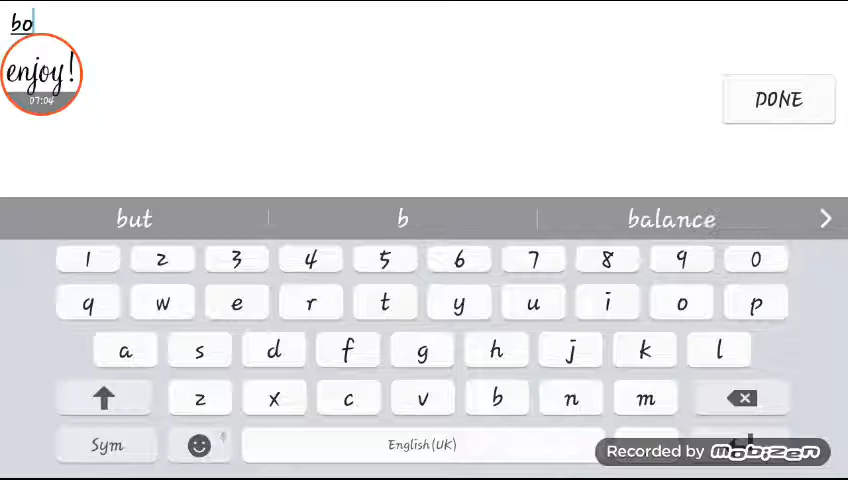 bo
enjoy!
07:04
DONE
but b balance
1 2 3 4 5 6 7 8 9 0
q w e r t y u i o p
a s d f g h j k l
z x c v b n m
Sym English(UK)
Recorded by mobizen